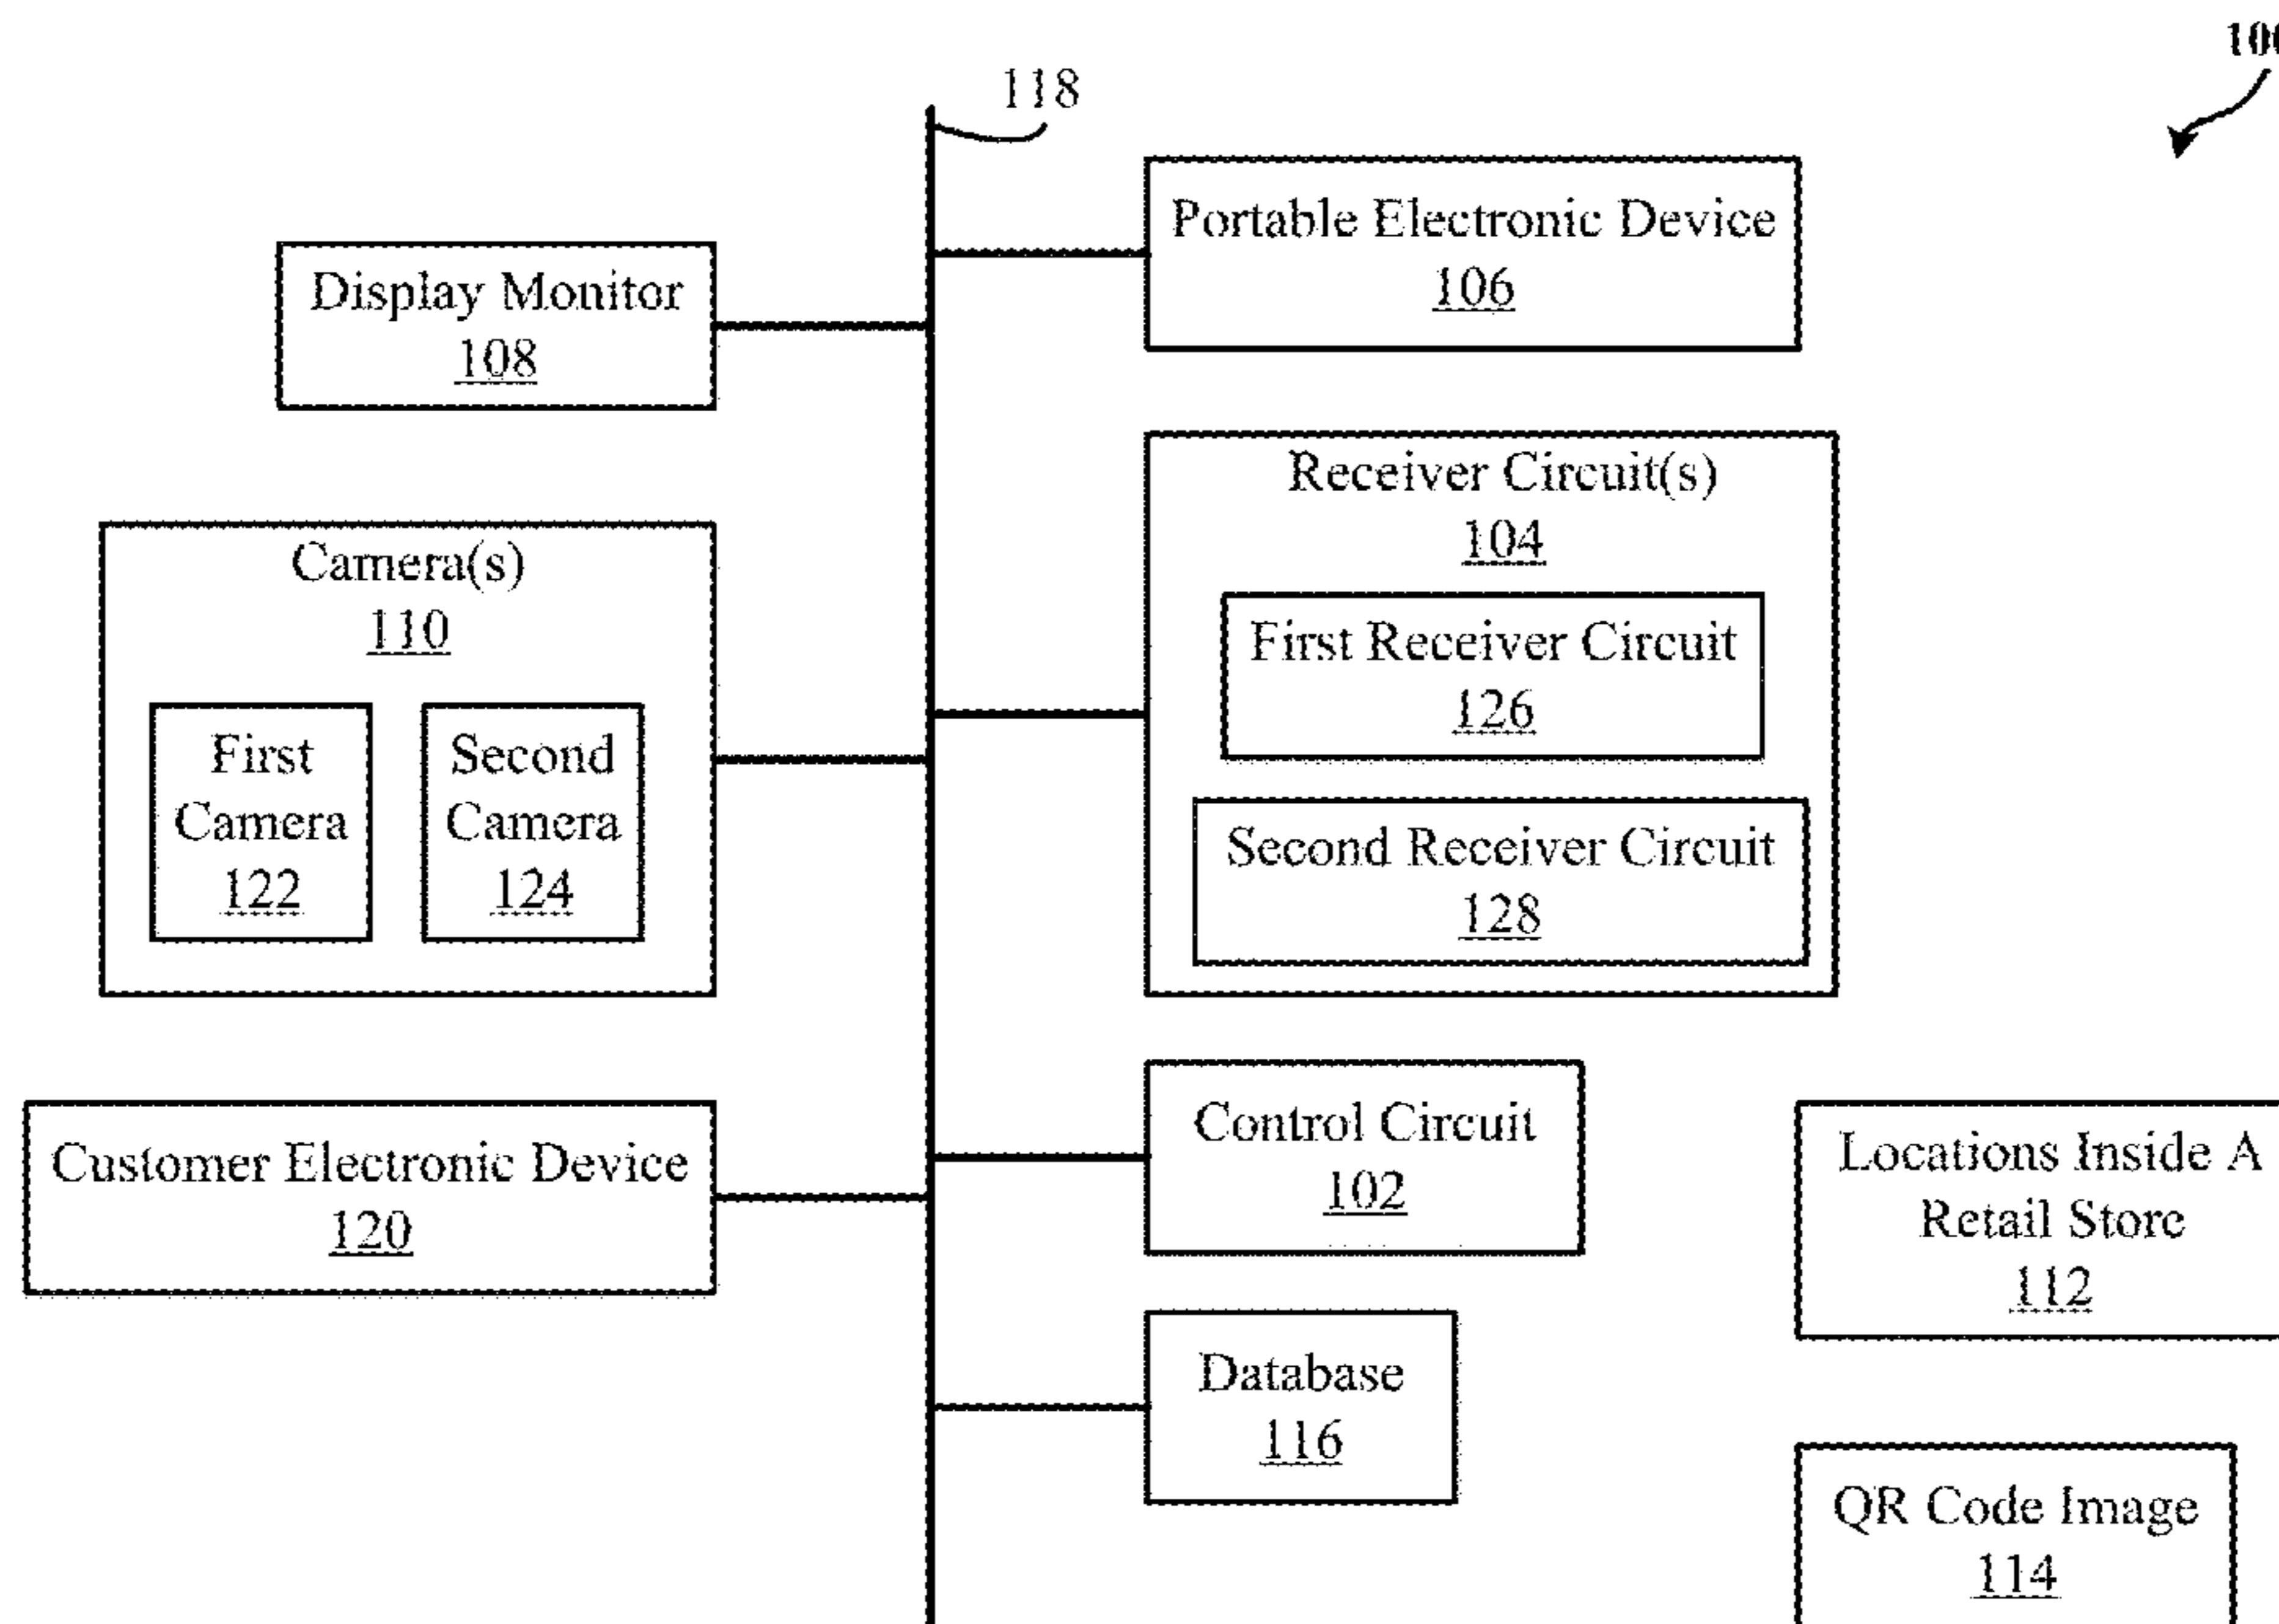 100
118
Portable Electronic Device
106
Display Monitor
108
Receiver Circuit(s)
104
First Receiver Circuit
126
Second Receiver Circuit
128
Camera(s)
110
First
Camera
122
Second
Camera
124
Control Circuit
102
Customer Electronic Device
120
Locations Inside A
Retail Store
112
Database
116
QR Code Image
114